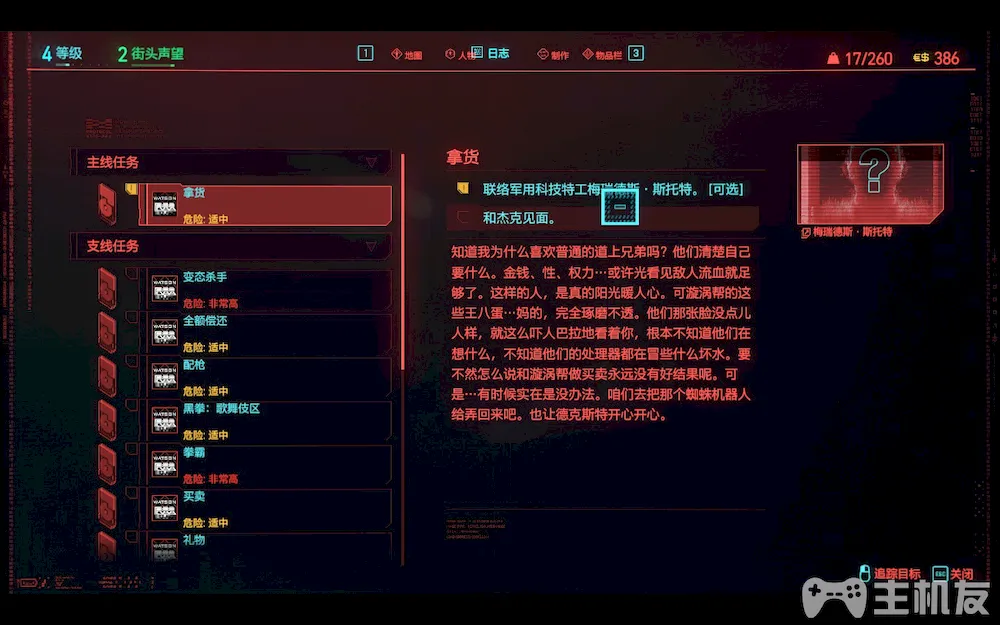 4 等级
2 街头声望
1
地图
人物
日志
制作
物品栏
3
17/260
€$ 386
主线任务
拿货
危险: 适中
支线任务
变态杀手
危险: 非常高
全额偿还
危险: 适中
配枪
危险: 适中
黑拳：歌舞伎区
危险: 适中
拳霸
危险: 非常高
买卖
危险: 适中
礼物
WATSON
WATSON
WATSON
WATSON
WATSON
WATSON
WATSON
WATSON
拿货
联络军用科技特工梅瑞德斯·斯托特。[可选]
和杰克见面。
知道我为什么喜欢普通的道上兄弟吗？他们清楚自己
要什么。金钱、性、权力…或许光看见敌人流血就足
够了。这样的人，是真的阳光暖人心。可漩涡帮的这
些王八蛋…妈的，完全琢磨不透。他们那张脸没点儿
人样，就这么吓人巴拉地看着你，根本不知道他们在
想什么，不知道他们的处理器都在冒些什么坏水。要
不然怎么说和漩涡帮做买卖永远没有好结果呢。可
是…有时候实在是没办法。咱们去把那个蜘蛛机器人
给弄回来吧。也让德克斯特开心开心。
梅瑞德斯·斯托特
追踪目标
ESC 关闭
主机友